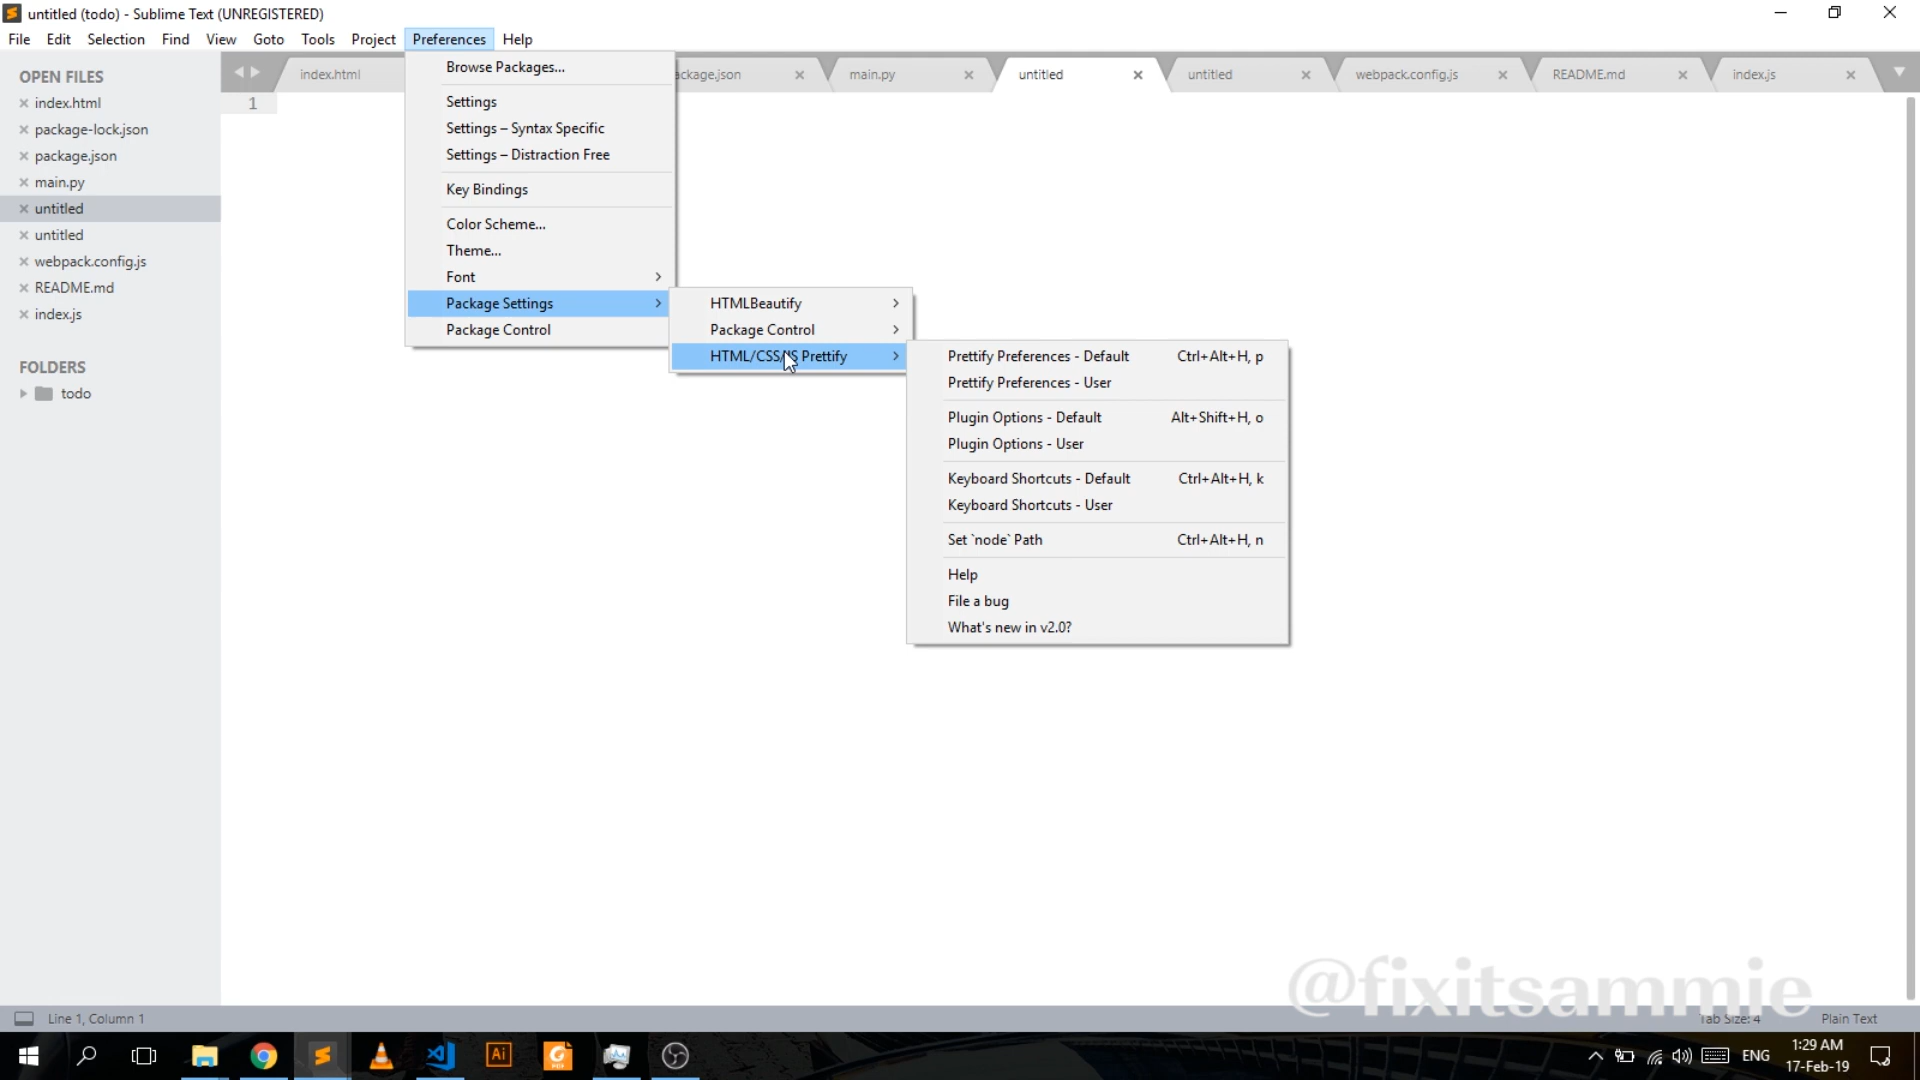 untitled (todo) - Sublime Text (UNREGISTERED)
File Edit Selection Find View Goto Tools Project Preferences Help
OPEN FILES
index.html
package-lock.json
package.json
main.py
untitled
untitled
webpack.config.js
README.md
index.js
FOLDERS
todo
index.html ackage.json main.py untitled untitled webpack.config.js README.md index.js
1
Browse Packages...
Settings
Settings – Syntax Specific
Settings – Distraction Free
Key Bindings
Color Scheme...
Theme...
Font
Package Settings
Package Control
HTMLBeautify
Package Control
HTML/CSS/JS Prettify
Prettify Preferences - Default Ctrl+Alt+H, p
Prettify Preferences - User
Plugin Options - Default Alt+Shift+H, o
Plugin Options - User
Keyboard Shortcuts - Default Ctrl+Alt+H, k
Keyboard Shortcuts - User
Set `node` Path Ctrl+Alt+H, n
Help
File a bug
What's new in v2.0?
@fixitsammie
Line 1, Column 1 Tab Size: 4 Plain Text
Ai
PDF
ENG
1:29 AM
17-Feb-19